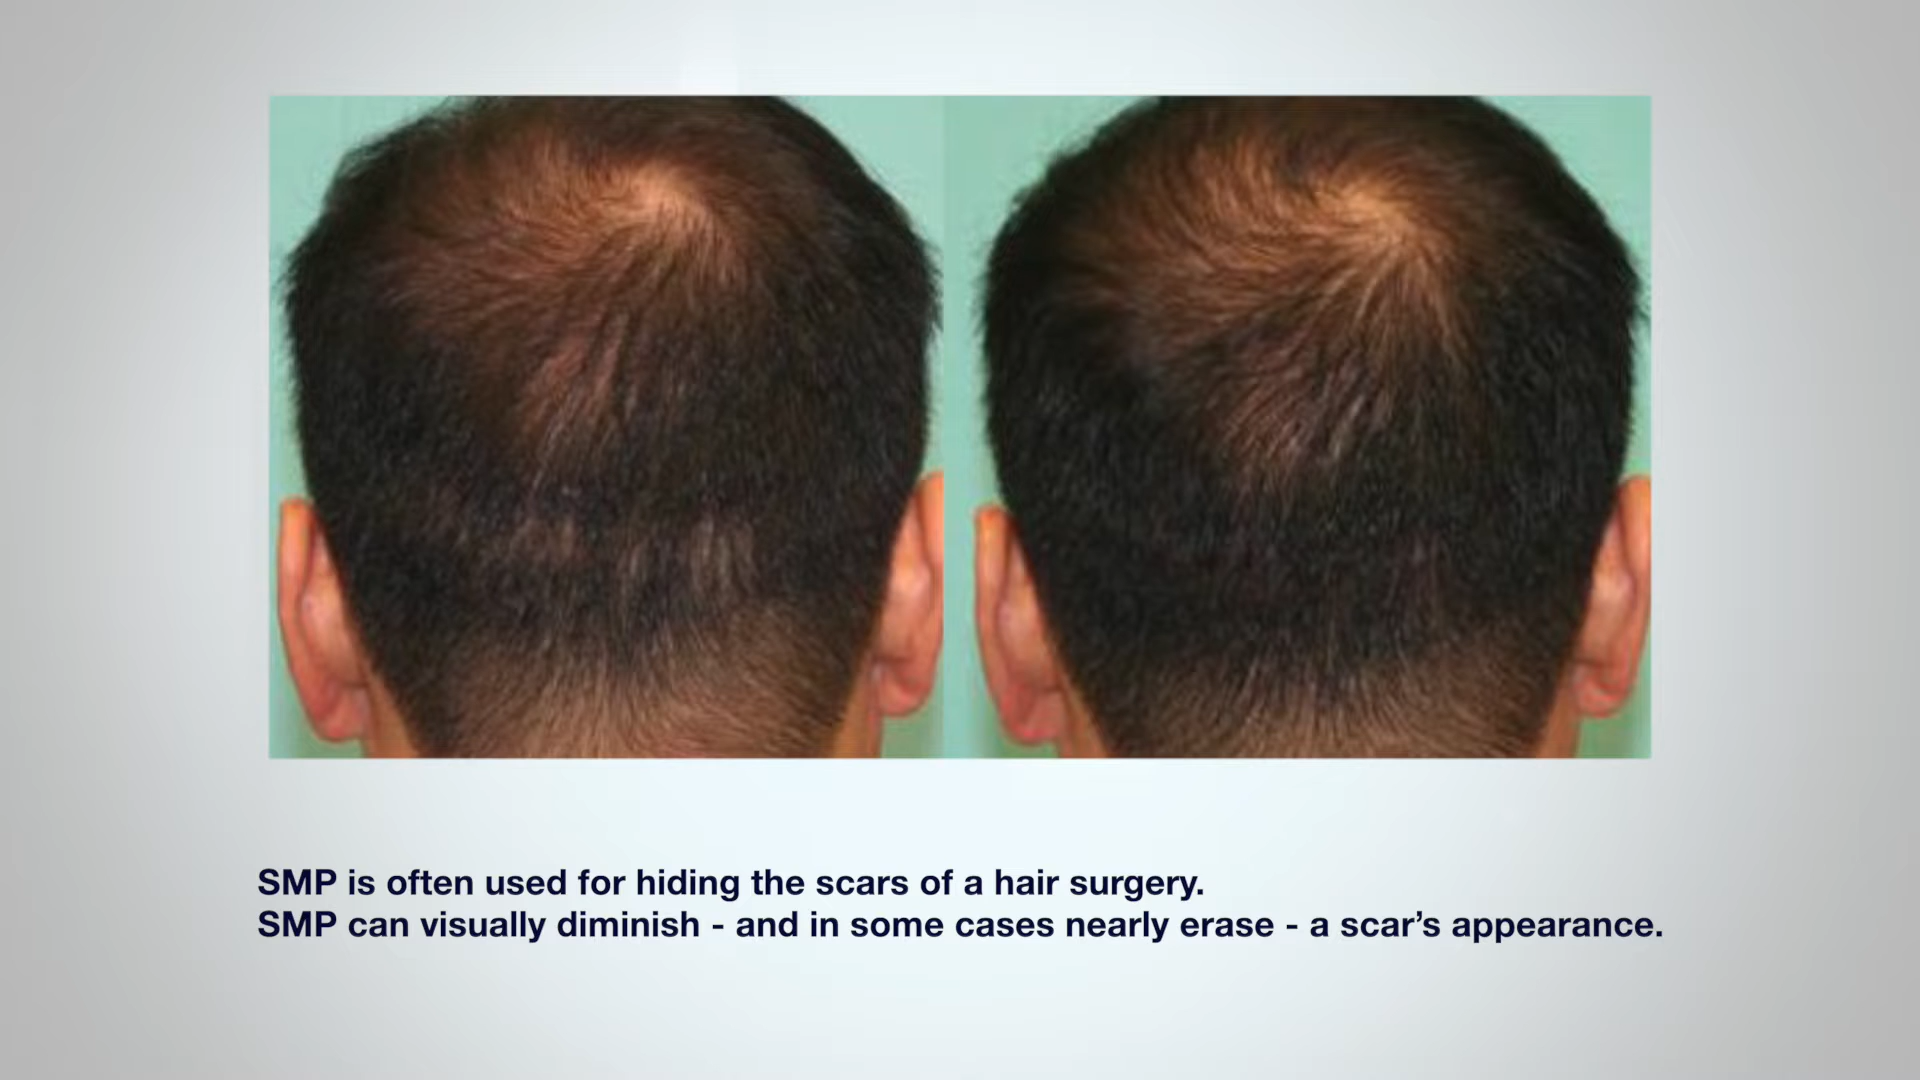 SMP is often used for hiding the scars of a hair surgery.
SMP can visually diminish - and in some cases nearly erase - a scar’s appearance.